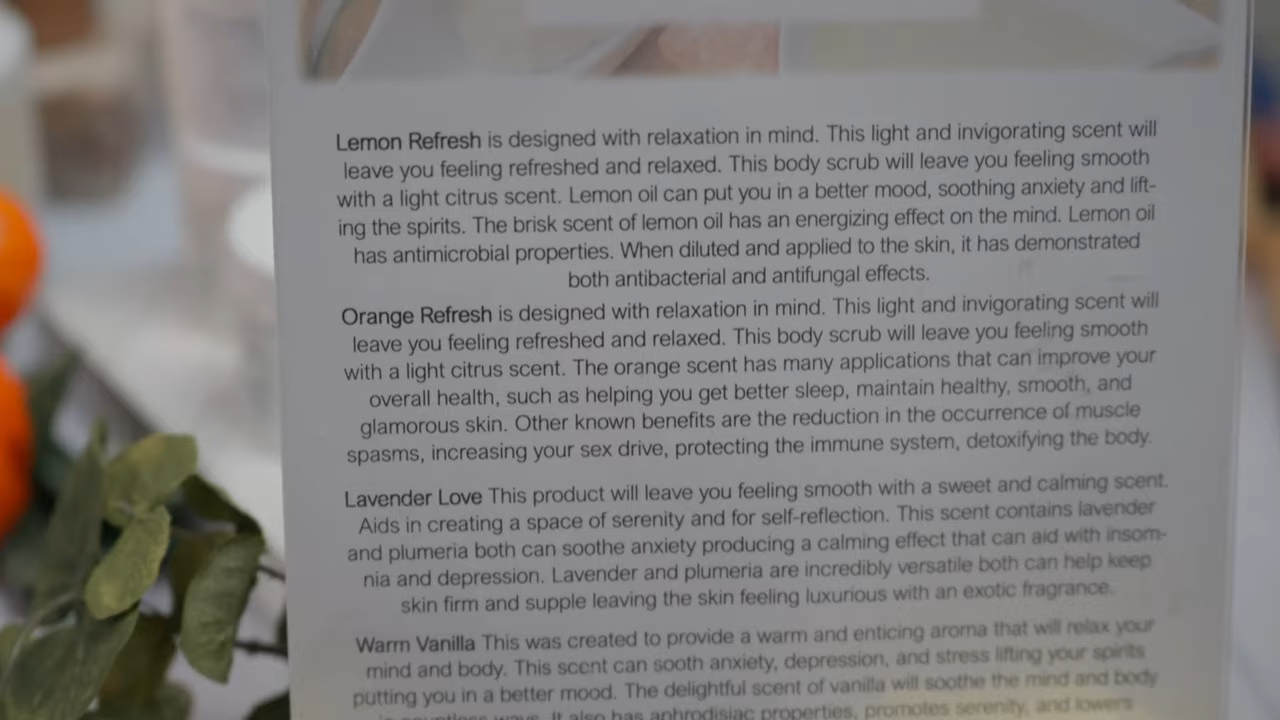 Lemon Refresh is designed with relaxation in mind. This light and invigorating scent will
leave you feeling refreshed and relaxed. This body scrub will leave you feeling smooth
with a light citrus scent. Lemon oil can put you in a better mood, soothing anxiety and lift-
ing the spirits. The brisk scent of lemon oil has an energizing effect on the mind. Lemon oil
has antimicrobial properties. When diluted and applied to the skin, it has demonstrated
both antibacterial and antifungal effects.
Orange Refresh is designed with relaxation in mind. This light and invigorating scent will
leave you feeling refreshed and relaxed. This body scrub will leave you feeling smooth
with a light citrus scent. The orange scent has many applications that can improve your
overall health, such as helping you get better sleep, maintain healthy, smooth, and
glamorous skin. Other known benefits are the reduction in the occurrence of muscle
spasms, increasing your sex drive, protecting the immune system, detoxifying the body.
Lavender Love This product will leave you feeling smooth with a sweet and calming scent.
Aids in creating a space of serenity and for self-reflection. This scent contains lavender
and plumeria both can soothe anxiety producing a calming effect that can aid with insom-
nia and depression. Lavender and plumeria are incredibly versatile both can help keep
skin firm and supple leaving the skin feeling luxurious with an exotic fragrance.
Warm Vanilla This was created to provide a warm and enticing aroma that will relax your
mind and body. This scent can sooth anxiety, depression, and stress lifting your spirits
putting you in a better mood. The delightful scent of vanilla will soothe the mind and body
in countless ways. It also has aphrodisiac properties, promotes serenity, and lowers